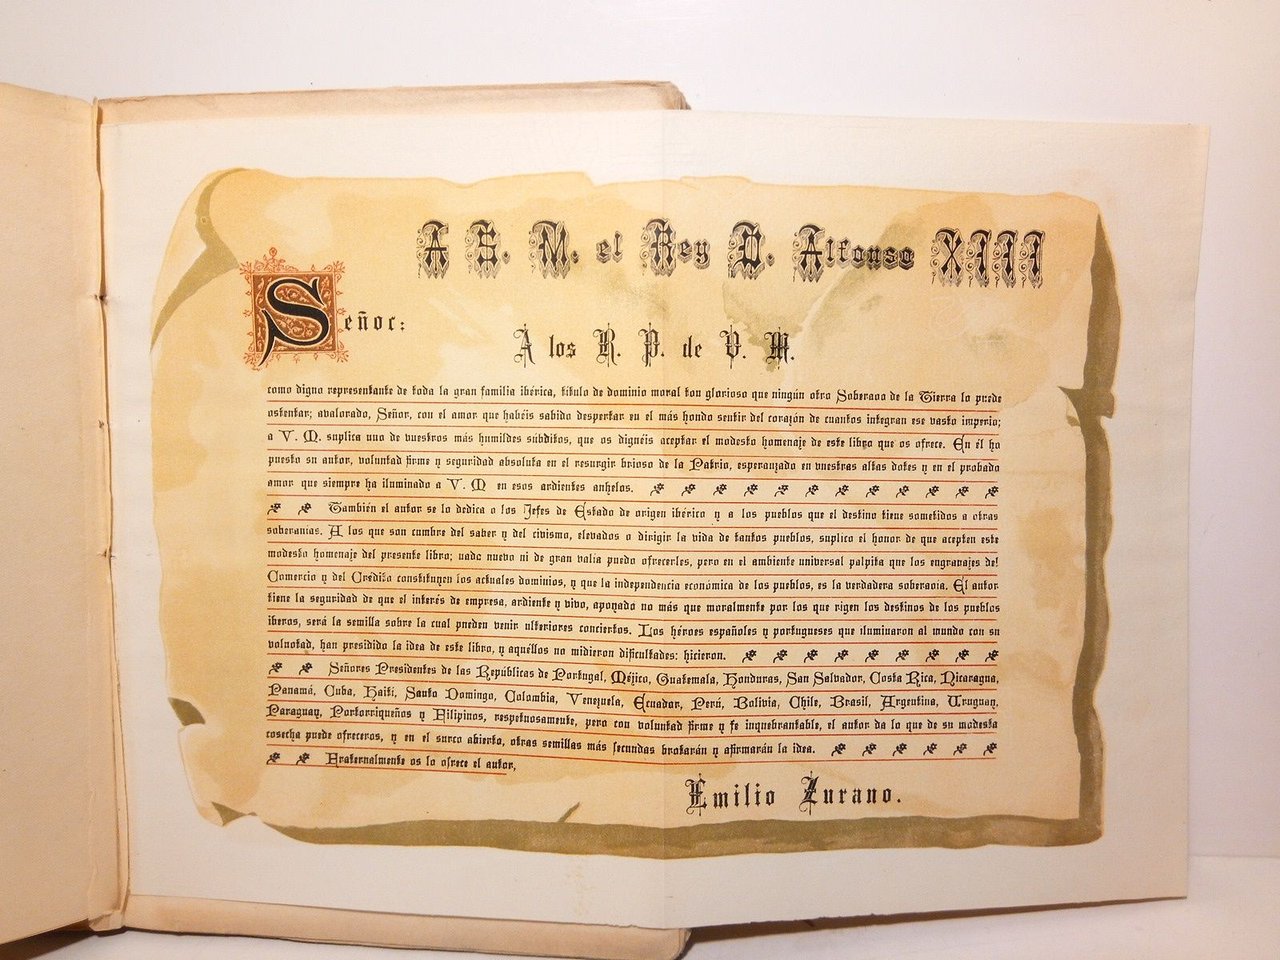 A S. M. el Rey D. Alfonso XIII
Señor:
A los R. P. de V. M.
como digno representante de toda la gran familia ibérica, título de dominio moral tan glorioso que ningún otro Soberano de la Tierra lo puede
ostentar; avalorado, Señor, con el amor que habéis sabido despertar en el más hondo sentir del corazón de cuantos integran ese vasto imperio;
a V. M. suplica uno de vuestros más humildes súbditos, que os dignéis aceptar el modesto homenaje de este libro que os ofrece. En él ha
puesto su autor, voluntad firme y seguridad absoluta en el resurgir brioso de la Patria, esperanzado en vuestras altas dotes y en el probado
amor que siempre ha iluminado a V. M en esos ardientes anhelos.
También el autor se lo dedica a los Jefes de Estado de origen ibérico y a los pueblos que el destino tiene sometidos a otras
soberanías. A los que son cumbre del saber y del civismo, elevados a dirigir la vida de tantos pueblos, suplico el honor de que acepten este
modesto homenaje del presente libro; nada nuevo ni de gran valía puedo ofrecerles, pero en el ambiente universal palpita que los engranajes del
Comercio y del Crédito constituyen los actuales dominios, y que la independencia económica de los pueblos, es la verdadera soberanía. El autor
tiene la seguridad de que el interés de empresa, ardiente y vivo, apoyado no más que moralmente por los que rigen los destinos de los pueblos
iberos, será la semilla sobre la cual pueden venir ulteriores conciertos. Los héroes españoles y portugueses que iluminaron al mundo con su
voluntad, han presidido la idea de este libro, y aquéllos no midieron dificultades: hicieron.
Señores Presidentes de las Repúblicas de Portugal, Méjico, Guatemala, Honduras, San Salvador, Costa Rica, Nicaragua,
Panamá, Cuba, Haití, Santo Domingo, Colombia, Venezuela, Ecuador, Perú, Bolivia, Chile, Brasil, Argentina, Uruguay,
Paraguay, Portorriqueños y Filipinos, respetuosamente, pero con voluntad firme y fe inquebrantable, el autor da lo que de su modesta
cosecha puede ofreceros, y en el surco abierto, otras semillas más fecundas brotarán y afirmarán la idea.
Fraternalmente os lo ofrece el autor,
Emilio Zurano.